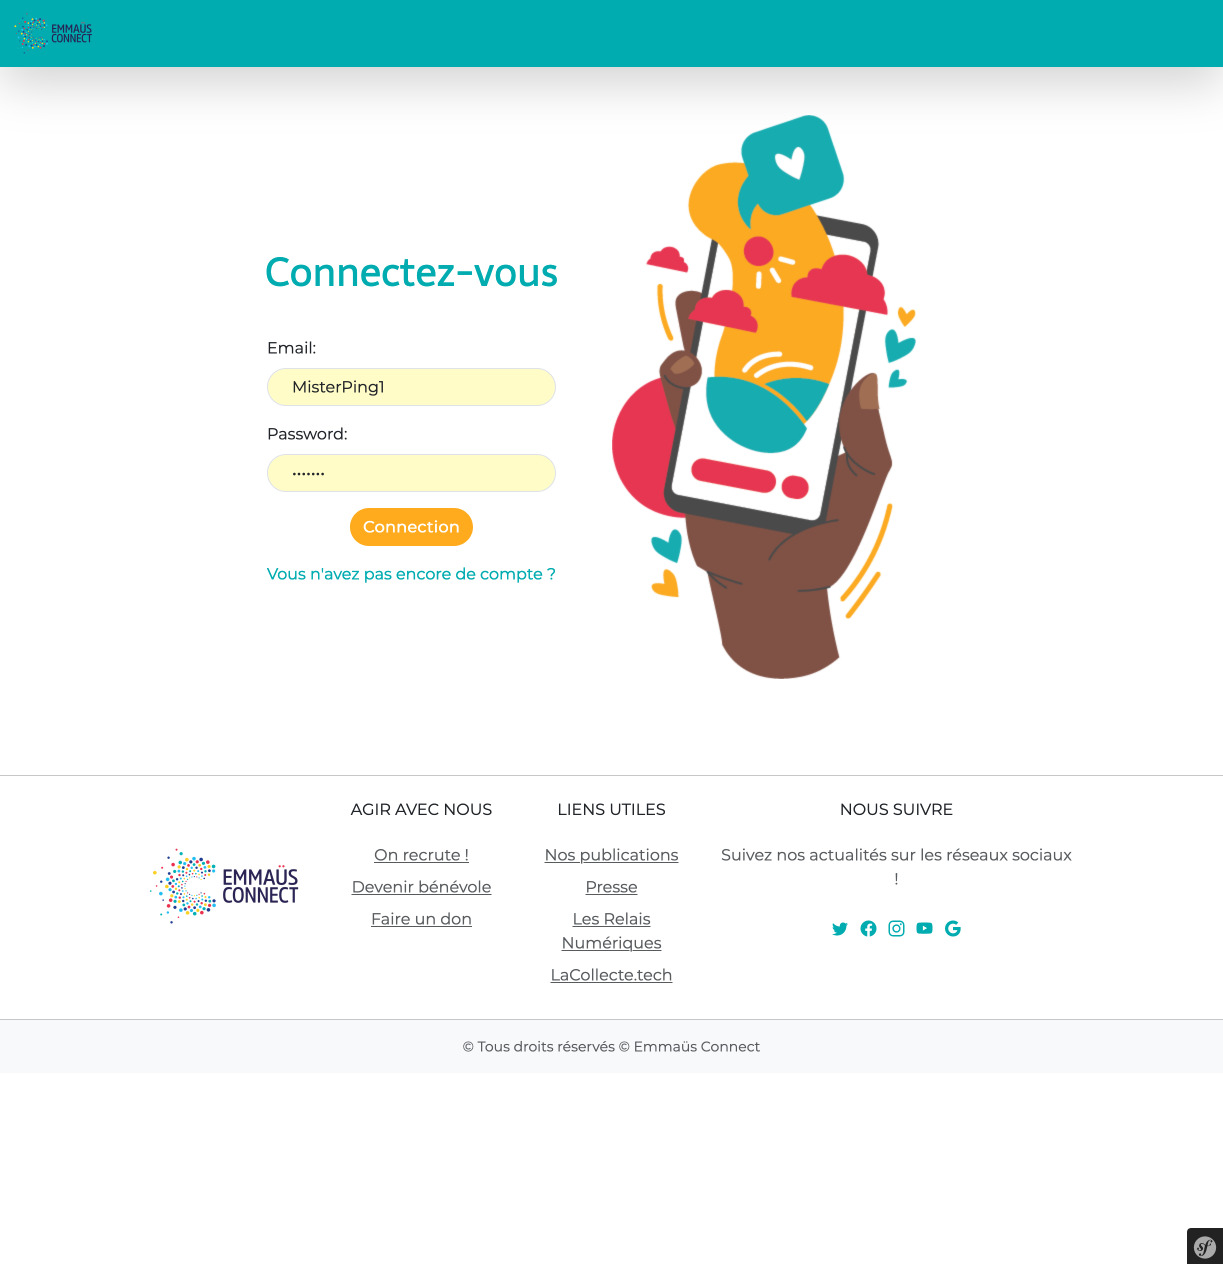 EMMAÜS
CONNECT
Connectez-vous
Email:
MisterPing1
Password:
•••••••
Connection
Vous n'avez pas encore de compte ?
EMMAÜS
CONNECT
AGIR AVEC NOUS
On recrute !
Devenir bénévole
Faire un don
LIENS UTILES
Nos publications
Presse
Les Relais
Numériques
LaCollecte.tech
NOUS SUIVRE
Suivez nos actualités sur les réseaux sociaux
!
© Tous droits réservés © Emmaüs Connect
sf